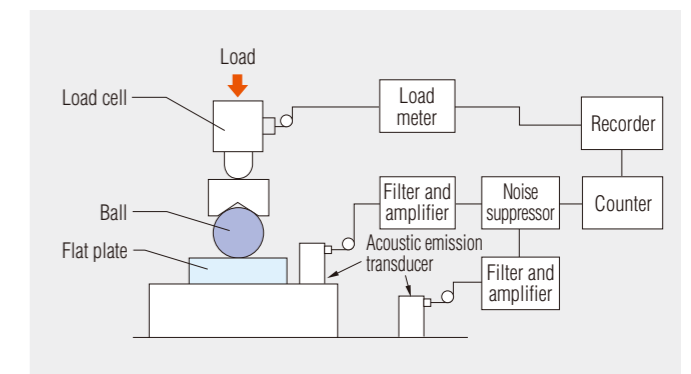 Load
Load cell
Load
meter
Recorder
Filter and
amplifier
Noise
suppressor
Counter
Ball
Flat plate
Acoustic emission
transducer
Filter and
amplifier